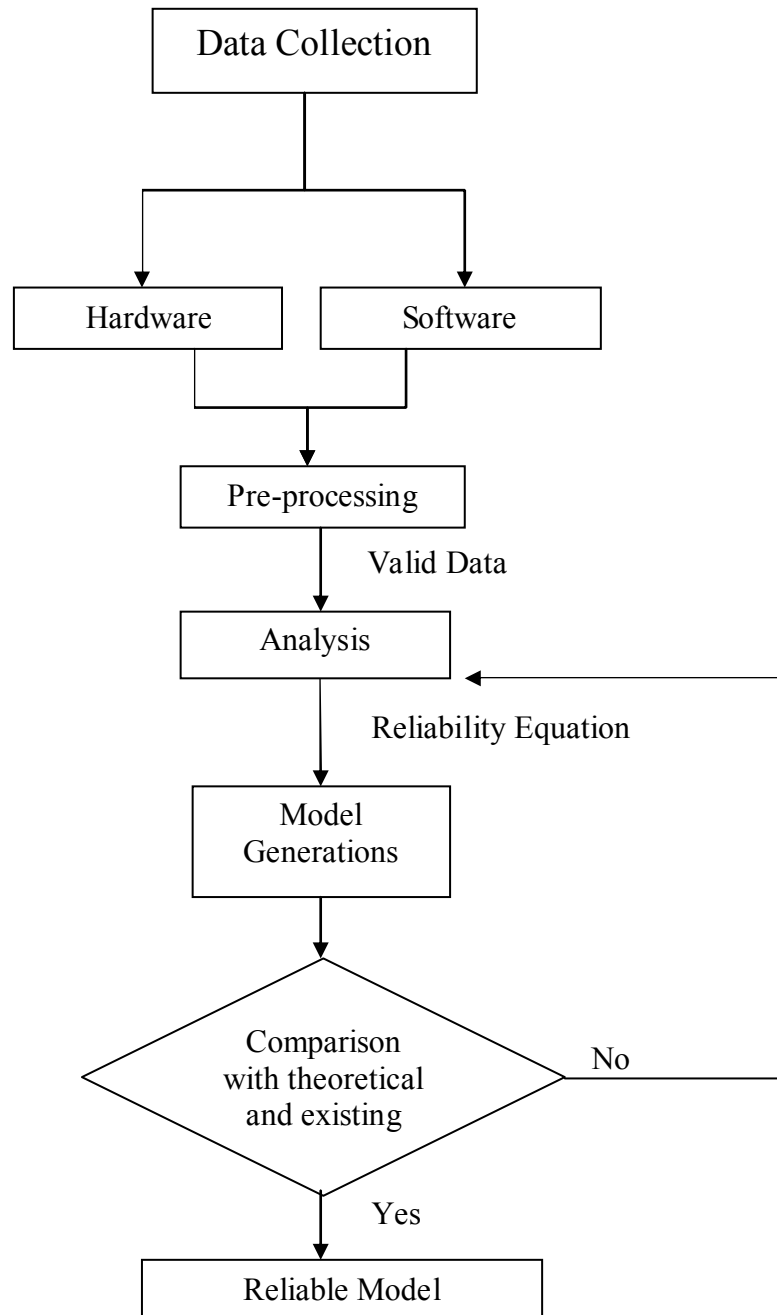 Data Collection
Hardware
Software
Pre-processing
Valid Data
Analysis
Reliability Equation
Model
Generations
Comparison
with theoretical
and existing
No
Yes
Reliable Model